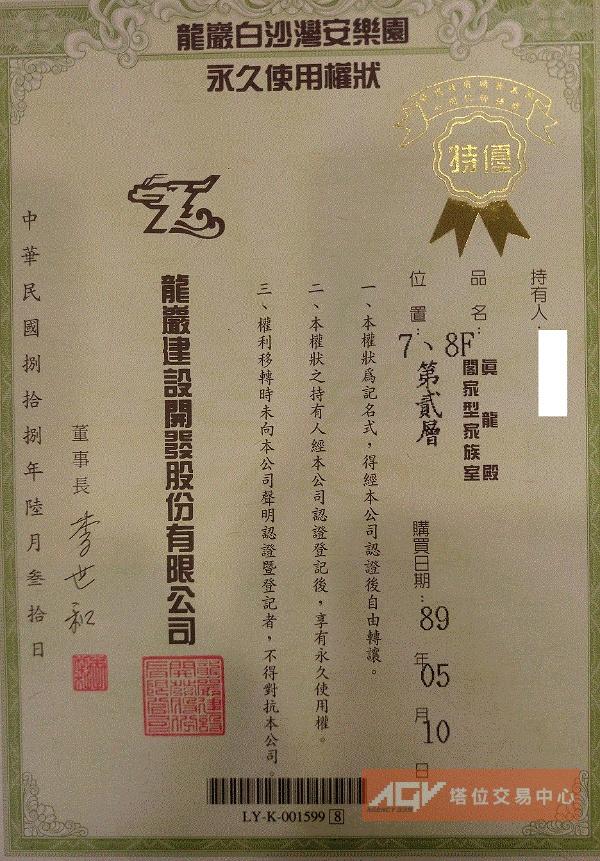 龍巖白沙灣安樂園
永久使用權狀
特優
持有人：
品名：
真龍殿
閤家型家族室
位置：
7、8F
第貳層
購買日期：89年05月10日
一、本權狀為記名式，得經本公司認證後自由轉讓。
二、本權狀之持有人經本公司認證登記後，享有永久使用權。
三、權利移轉時未向本公司聲明認證暨登記者，不得對抗本公司。
龍巖建設開發股份有限公司
董事長 李世和
中華民國捌拾捌年陸月叁拾日
LY-K-001599 8
AGV 塔位交易中心